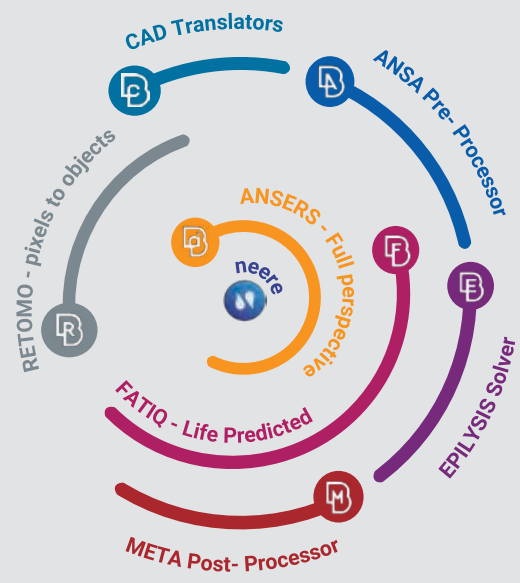 CAD Translators
C
ANSA Pre- Processor
A
RETOMO - pixels to objects
R
ANSERS - Full perspective
neere
F
E
EPILYSIS Solver
FATIQ - Life Predicted
M
META Post- Processor